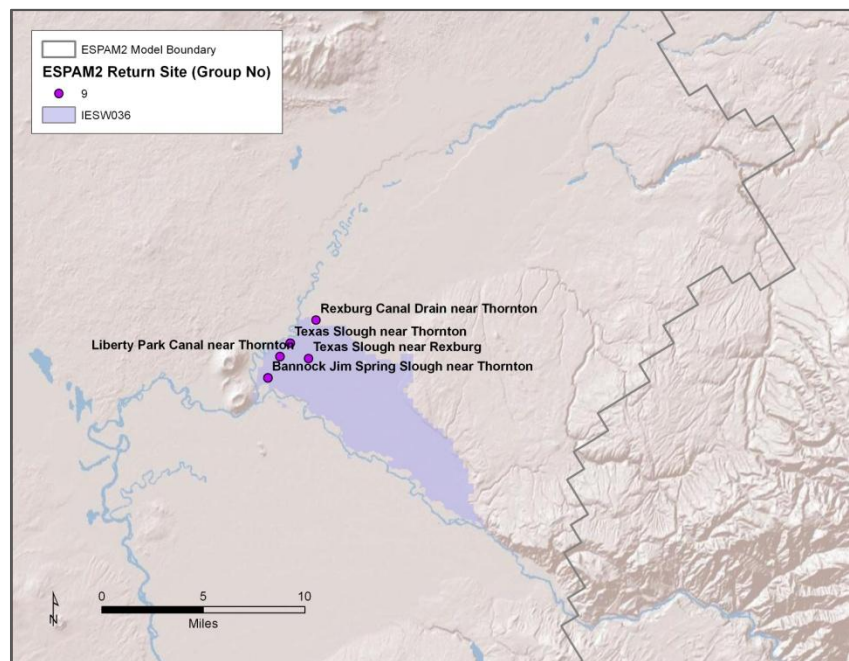 ESPAM2 Model Boundary
ESPAM2 Return Site (Group No)
9
IESW036
Rexburg Canal Drain near Thornton
Texas Slough near Thornton
Liberty Park Canal near Thornton
Texas Slough near Rexburg
Bannock Jim Spring Slough near Thornton
N
0 5 10
Miles